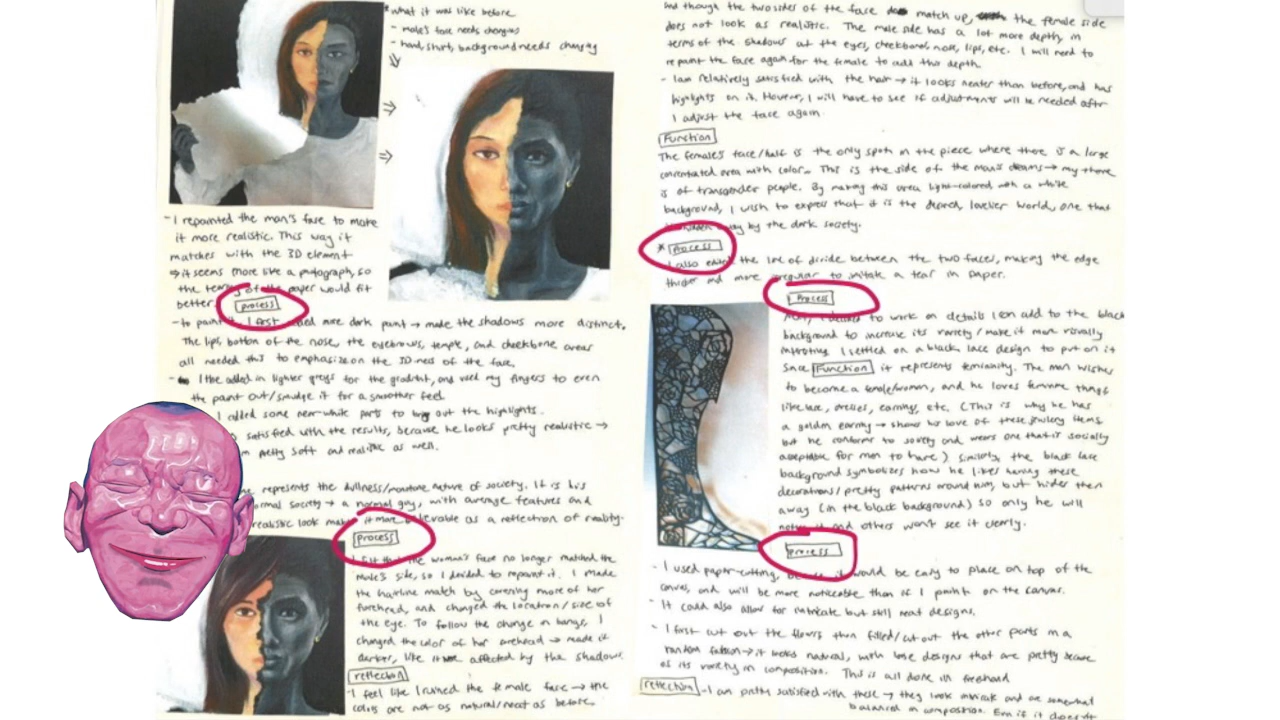 *what it was like before
- male's face needs changing
- hand, shirt, background needs changing
- I repainted the man's face to make
it more realistic. This way it
matches with the 3D element
→ it seems more like a photograph, so
the tearing of the paper would fit
better.
process
- to paint it, I first added more dark paint → make the shadows more distinct.
The lips, bottom of the nose, the eyebrows, temple, and cheekbone areas
all needed this to emphasize on the 3D-ness of the face.
- I the added in lighter greys for the gradient, and used my fingers to even
the paint out/smudge it for a smoother feel
I added some near-white parts to bring out the highlights.
satisfied with the results, because he looks pretty realistic →
pretty soft and realistic as well.
represents the dullness/monotone nature of society. It is his
normal society → a normal guy, with average features and
realistic look makes it more believable as a reflection of reality.
process
the woman's face no longer matched the
male's side, so I decided to repaint it. I made
the hairline match by covering more of her
forehead, and changed the location/size of
the eye. To follow the change in bangs, I
changed the color of her forehead → made it
darker, like it was affected by the shadow.
reflection
- I feel like I ruined the female face → the
colors are not as natural/neat as before,
and though the two sides of the face do match up, the female side
does not look as realistic. The male side has a lot more depth in
terms of the shadows at the eyes, cheekbone, nose, lips, etc. I will need to
repaint the face again for the female to add this depth.
- I am relatively satisfied with the hair → it looks neater than before, and has
highlights on it. However, I will have to see if adjustments will be needed after
I adjust the face again.
Function
The female's face/half is the only spot in the piece where there is a large
concentrated area with color. This is the side of the man's dreams → my theme
is of transgender people. By making this area light-colored with a white
background, I wish to express that it is the desired, lovelier world, one that
is hidden away by the dark society.
* Process
I also the line of divide between the two faces, making the edge
thicker and more irregular to imitate a tear in paper.
Process
I decided to work on details I can add to the black
background to increase its variety/make it more visually
interesting. I settled on a black lace design to put on it
since Function it represents femininity. The man wishes
to become a female/woman, and he loves feminine things
like lace, dresses, earrings, etc. (This is why he has
a golden earring → shows his love of these jewelry items,
but he conforms to society and wears one that is socially
acceptable for men to have) Similarly, the black lace
background symbolizes how he likes having these
decorations/pretty patterns around him, but hides them
away (in the black background) so only he will
notice it and others won't see it clearly.
process
- I used paper-cutting, because it would be easy to place on top of the
canvas, and will be more noticeable than if I paint on the canvas.
- It could also allow for intricate but still neat designs.
- I first cut out the flowers then filled/cut out the other parts in a
random fashion → it looks natural, with lace designs that are pretty because
of its variety in composition. This is all done in freehand
reflection - I am pretty satisfied with these → they look intricate and are somewhat
balanced in composition. Even if it doesn't